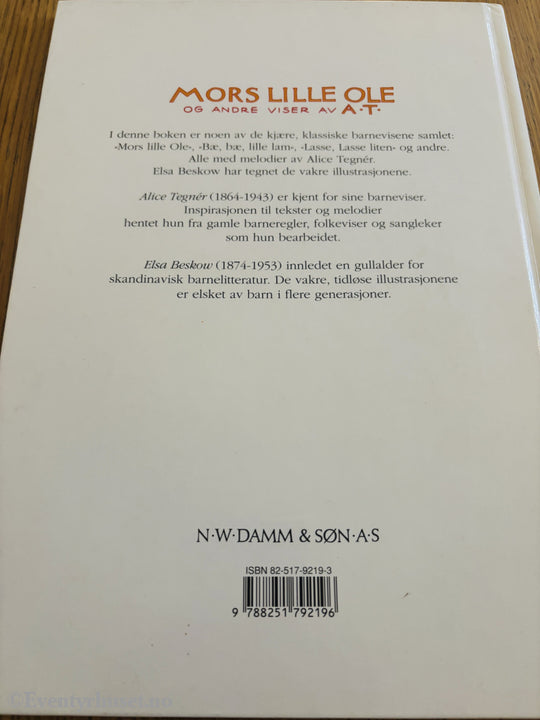 MORS LILLE OLE
OG ANDRE VISER AV A·T·
I denne boken er noen av de kjære, klassiske barnevisene samlet:
«Mors lille Ole», «Bæ, bæ, lille lam», «Lasse, Lasse liten» og andre.
Alle med melodier av Alice Tegnér.
Elsa Beskow har tegnet de vakre illustrasjonene.
Alice Tegnér (1864-1943) er kjent for sine barneviser.
Inspirasjonen til tekster og melodier
hentet hun fra gamle barneregler, folkeviser og sangleker
som hun bearbeidet.
Elsa Beskow (1874-1953) innledet en gullalder for
skandinavisk barnelitteratur. De vakre, tidløse illustrasjonene
er elsket av barn i flere generasjoner.
N·W·DAMM & SØN·A·S
ISBN 82-517-9219-3
9 788251 792196
©Eventyrhuset.no